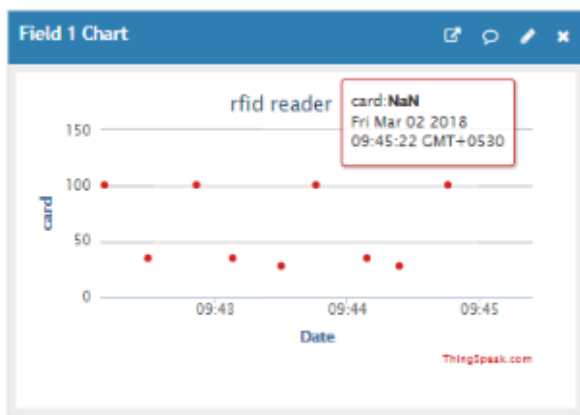 Field 1 Chart
rfid reader
card:NaN
Fri Mar 02 2018
09:45:22 GMT+0530
150
100
50
0
card
09:43
09:44
09:45
Date
ThingSpeak.com